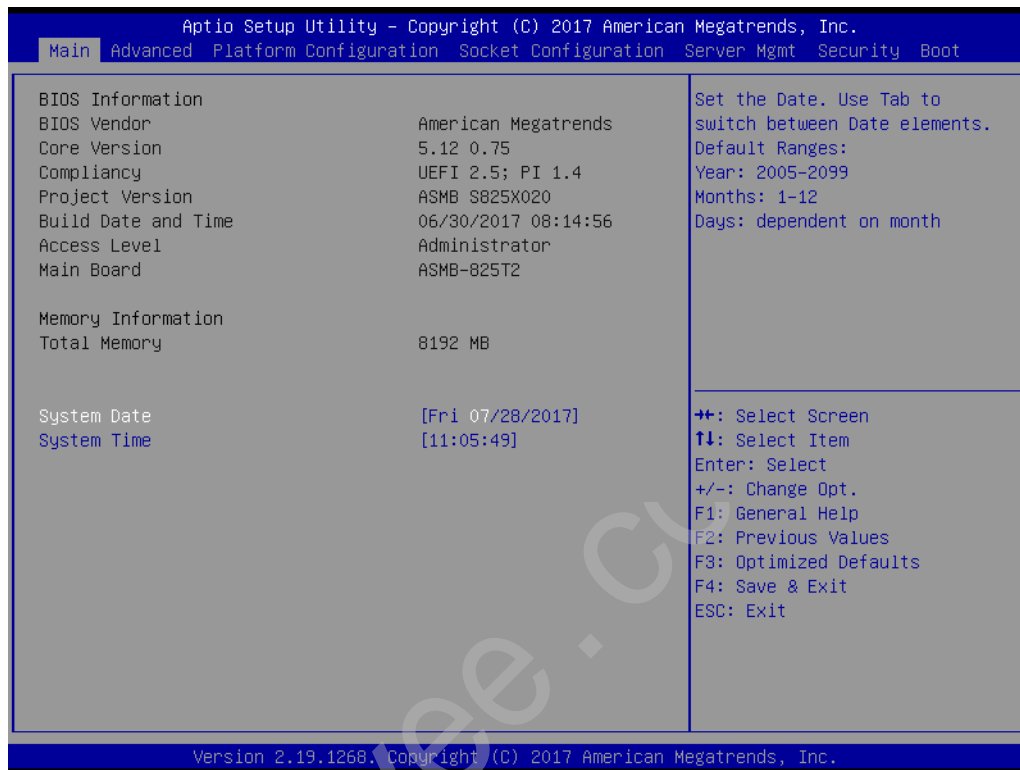 Aptio Setup Utility – Copyright (C) 2017 American Megatrends, Inc.
Main Advanced Platform Configuration Socket Configuration Server Mgmt Security Boot
BIOS Information
BIOS Vendor American Megatrends
Core Version 5.12 0.75
Compliancy UEFI 2.5; PI 1.4
Project Version ASMB S825X020
Build Date and Time 06/30/2017 08:14:56
Access Level Administrator
Main Board ASMB-825T2
Memory Information
Total Memory 8192 MB
System Date [Fri 07/28/2017]
System Time [11:05:49]
Set the Date. Use Tab to
switch between Date elements.
Default Ranges:
Year: 2005-2099
Months: 1-12
Days: dependent on month
→←: Select Screen
↑↓: Select Item
Enter: Select
+/-: Change Opt.
F1: General Help
F2: Previous Values
F3: Optimized Defaults
F4: Save & Exit
ESC: Exit
Version 2.19.1268. Copyright (C) 2017 American Megatrends, Inc.